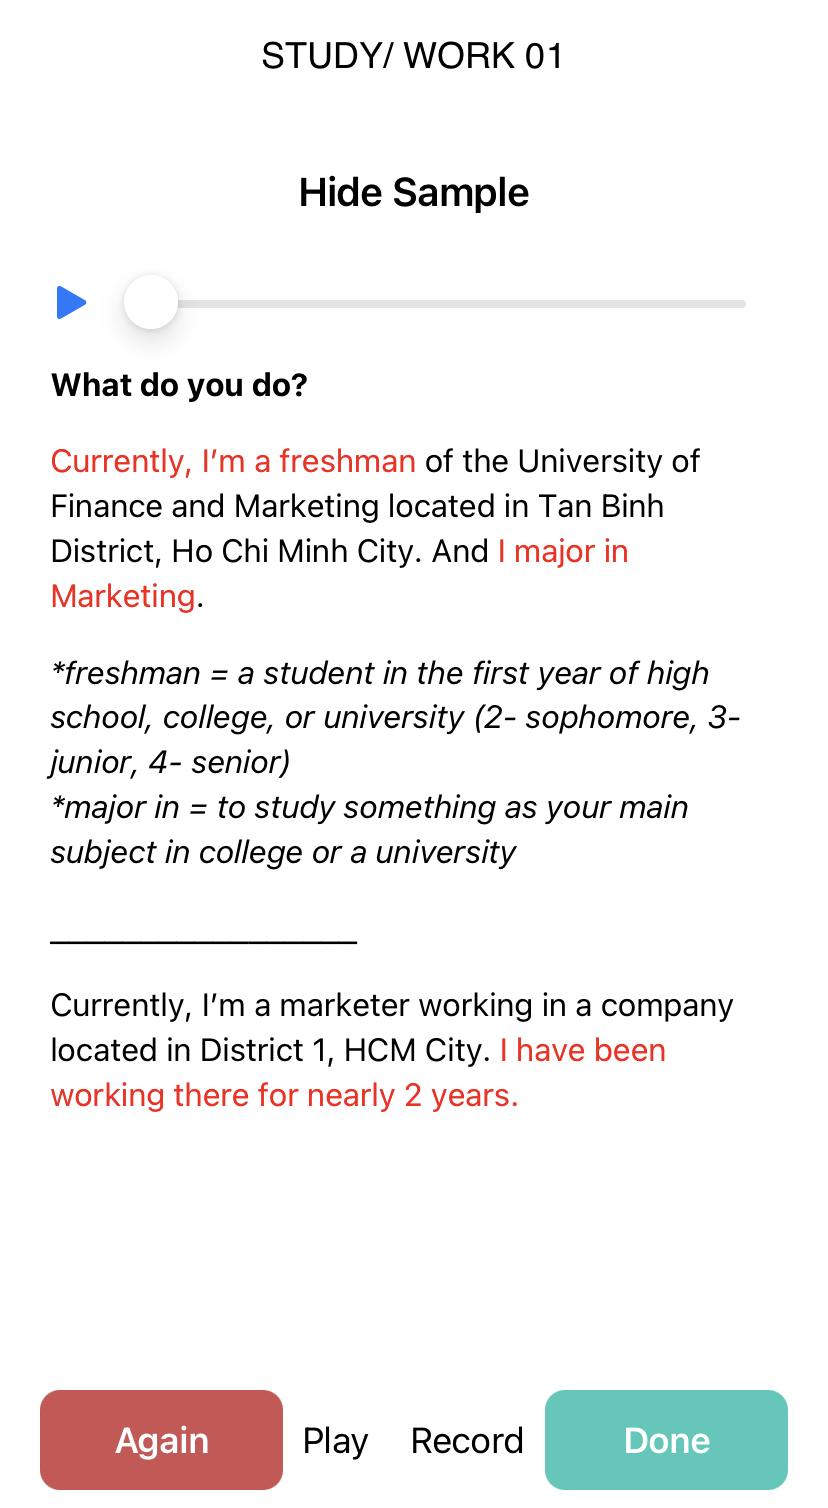 STUDY/ WORK 01
Hide Sample
What do you do?
Currently, I’m a freshman of the University of
Finance and Marketing located in Tan Binh
District, Ho Chi Minh City. And I major in
Marketing.
*freshman = a student in the first year of high
school, college, or university (2- sophomore, 3-
junior, 4- senior)
*major in = to study something as your main
subject in college or a university
___________________
Currently, I’m a marketer working in a company
located in District 1, HCM City. I have been
working there for nearly 2 years.
Again Play Record Done